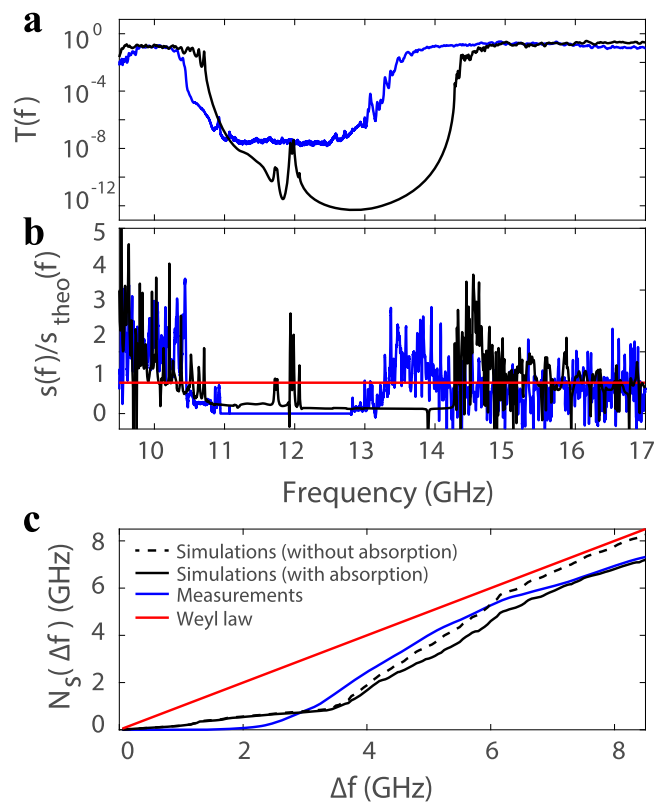 a
10⁰
10⁻⁴
10⁻⁸
10⁻¹²
T(f)
b
5
4
3
2
1
0
s(f)/s_theo(f)
10 11 12 13 14 15 16 17
Frequency (GHz)
c
8
6
4
2
0
N_S(Δf) (GHz)
Simulations (without absorption)
Simulations (with absorption)
Measurements
Weyl law
0 2 4 6 8
Δf (GHz)